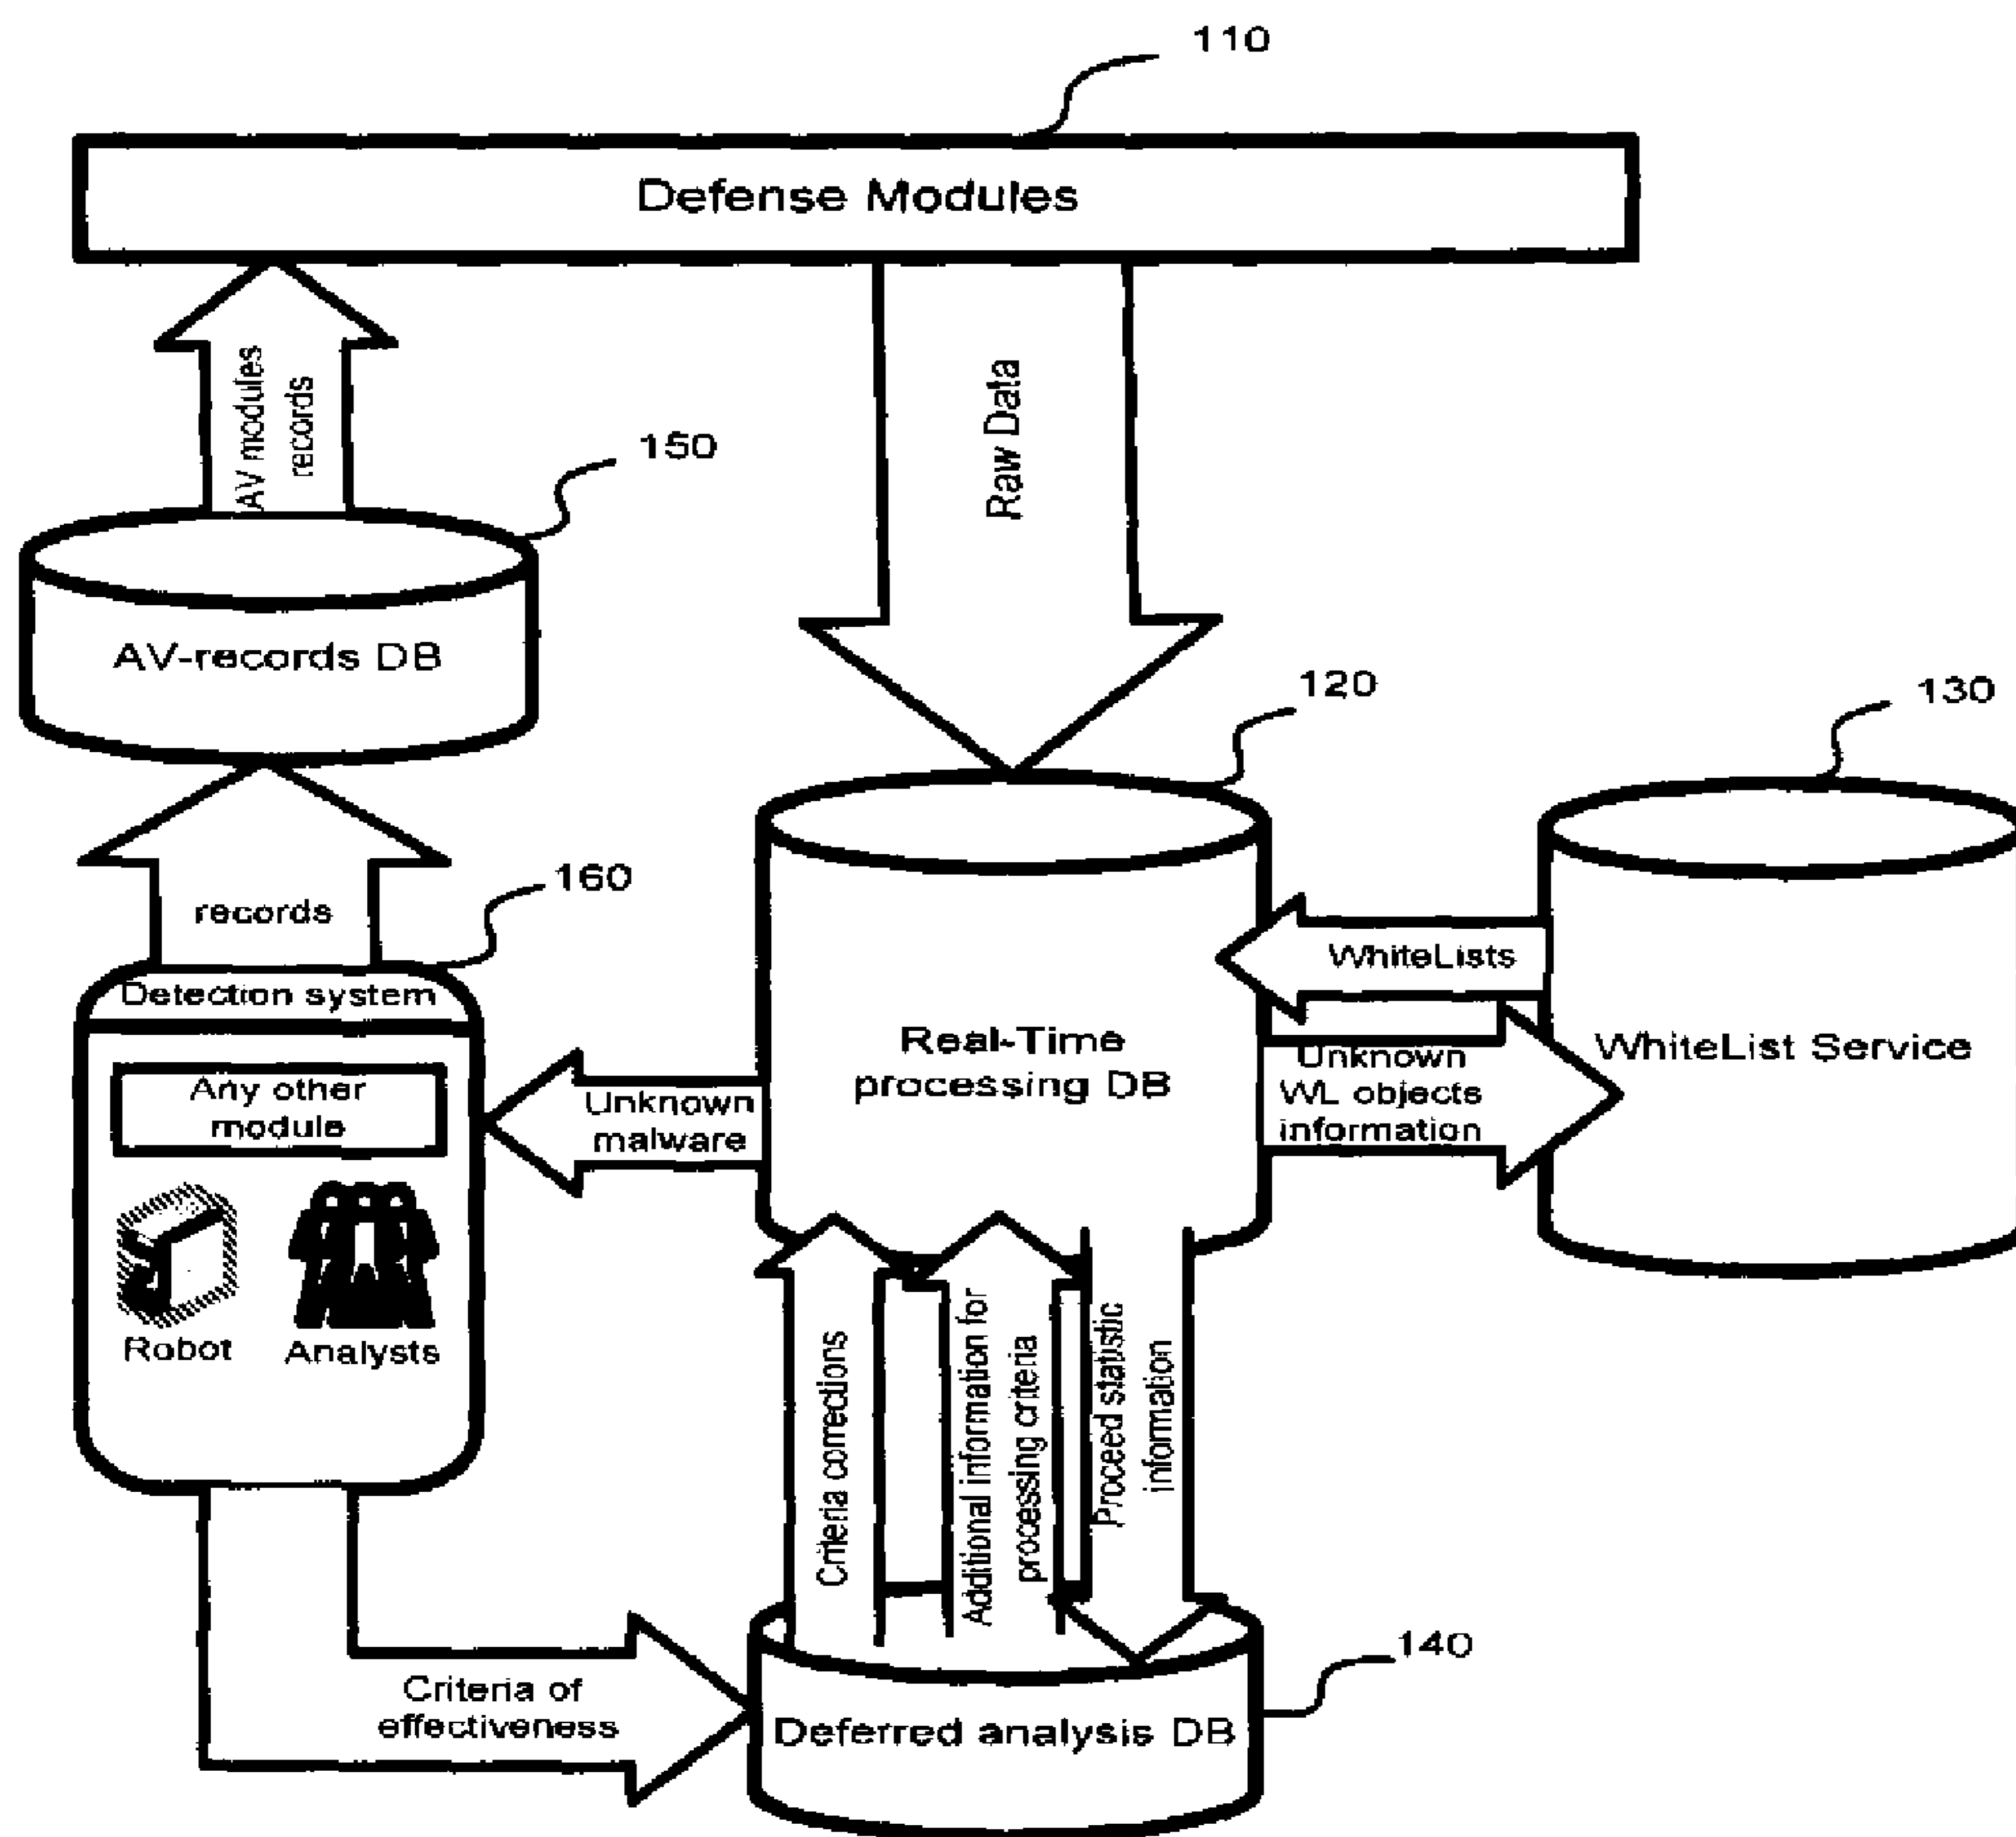 110
Defense Modules
AV modules
records
Raw Data
150
AV-records DB
120
130
records
160
Detection system
Any other
module
Robot
Analysts
Unknown
malware
Real-Time
processing DB
WhiteLists
Unknown
WL objects
information
WhiteList Service
Criteria corrections
Additional information for
processing criteria
Proceed statistic
information
Criteria of
effectiveness
140
Deferred analysis DB